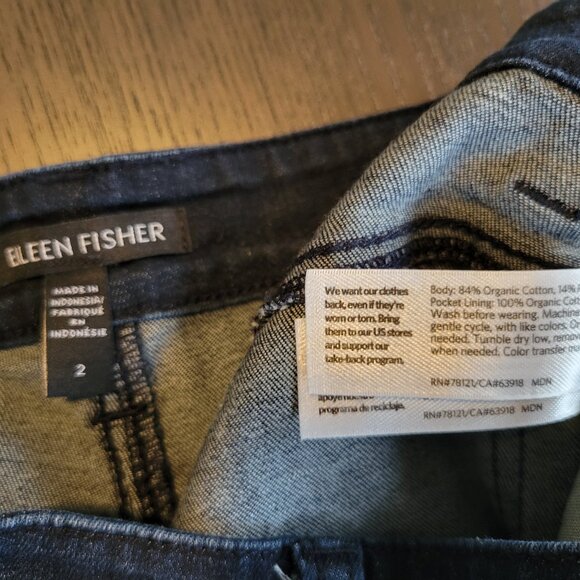 EILEEN FISHER
MADE IN
INDONESIA/
FABRIQUÉ
EN
INDONÉSIE
2
We want our clothes
back, even if they're
worn or torn. Bring
them to our US stores
and support our
take-back program.
Body: 84% Organic Cotton, 14%
Pocket Lining: 100% Organic
Wash before wearing. Machine
gentle cycle, with like colors.
needed. Tumble dry low,
when needed. Color transfer
RN#78121/CA#63918 MDN
programa de reciclaje.
RN#78121/CA#63918 MDN